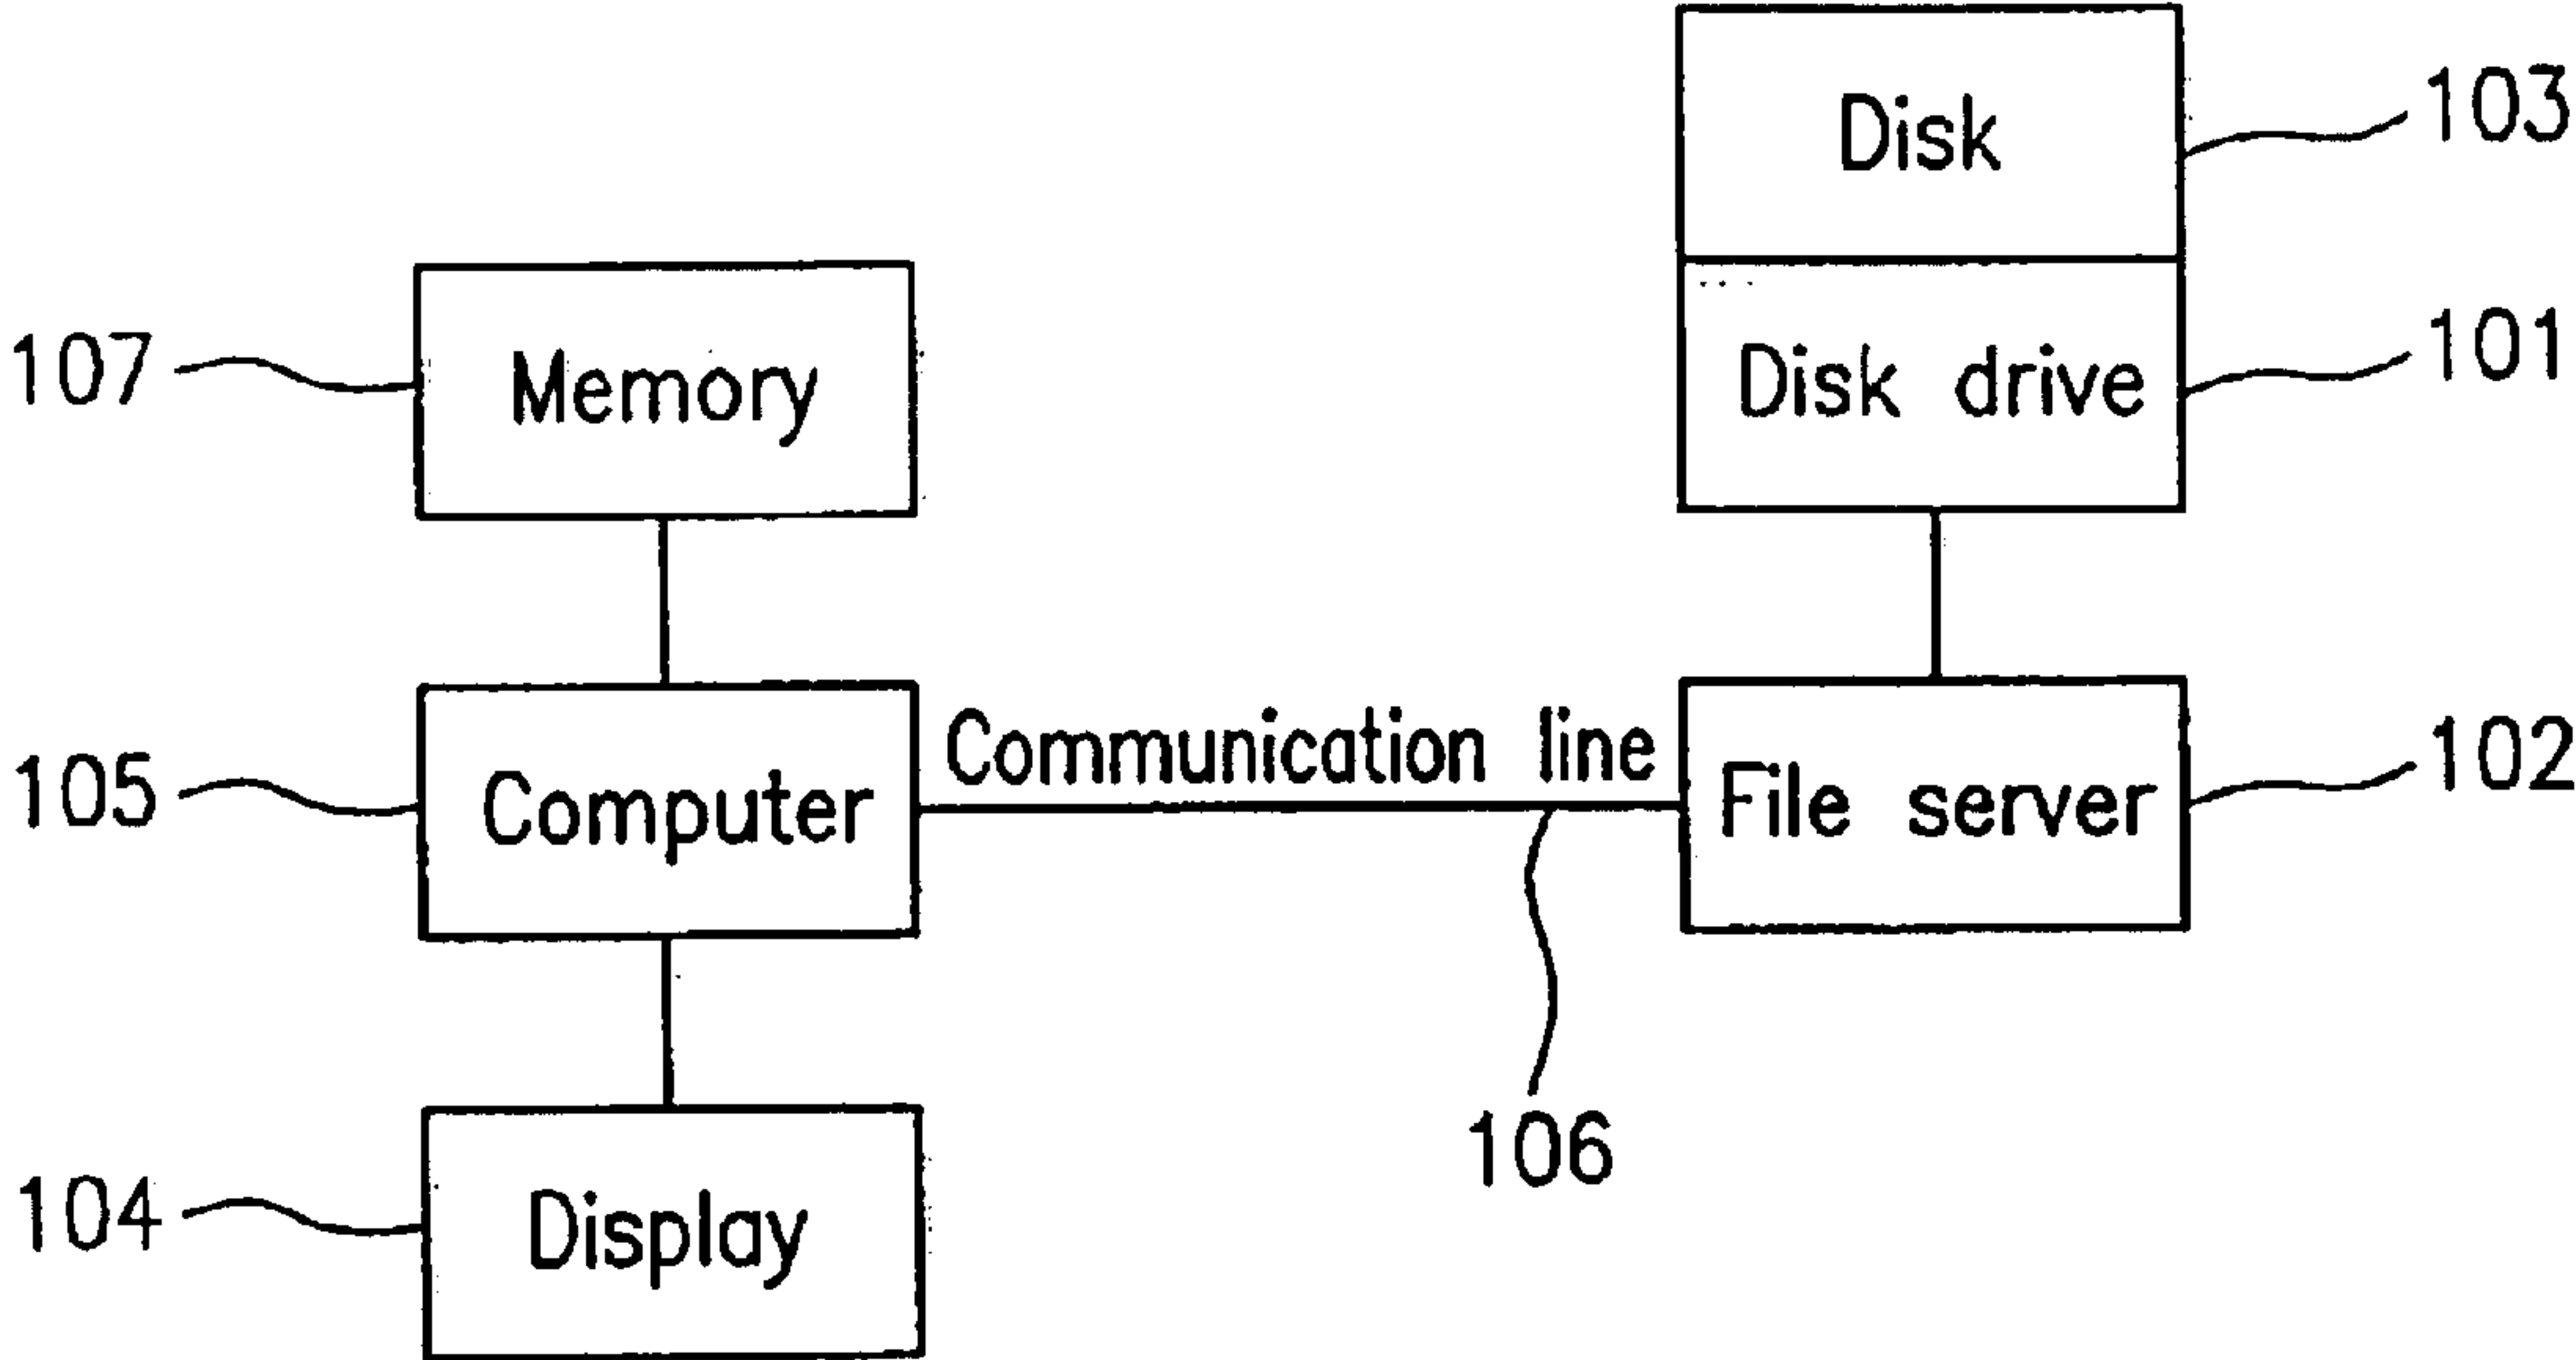 Disk
103
Memory
107
Disk drive
101
Computer
105
Communication line
File server
102
106
Display
104